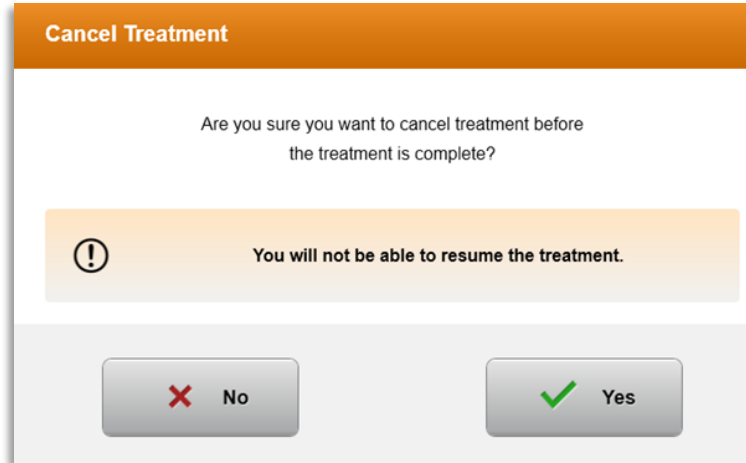 Cancel Treatment
Are you sure you want to cancel treatment before
the treatment is complete?
You will not be able to resume the treatment.
No
Yes